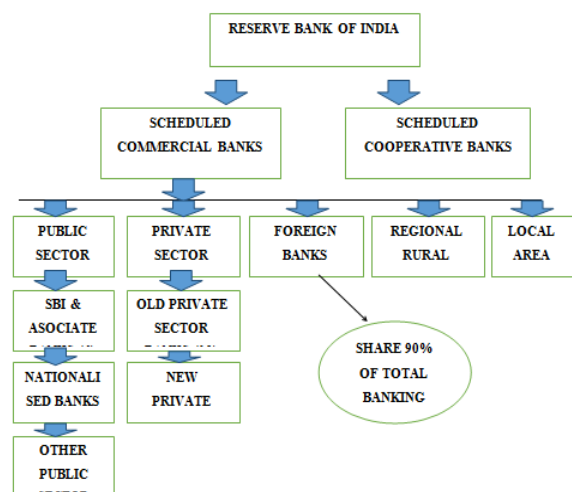 RESERVE BANK OF INDIA
SCHEDULED
COMMERCIAL BANKS
SCHEDULED
COOPERATIVE BANKS
PUBLIC
SECTOR
PRIVATE
SECTOR
FOREIGN
BANKS
REGIONAL
RURAL
LOCAL
AREA
SBI &
ASOCIATE
OLD PRIVATE
SECTOR
SHARE 90%
OF TOTAL
BANKING
NATIONALI
SED BANKS
NEW
PRIVATE
OTHER
PUBLIC